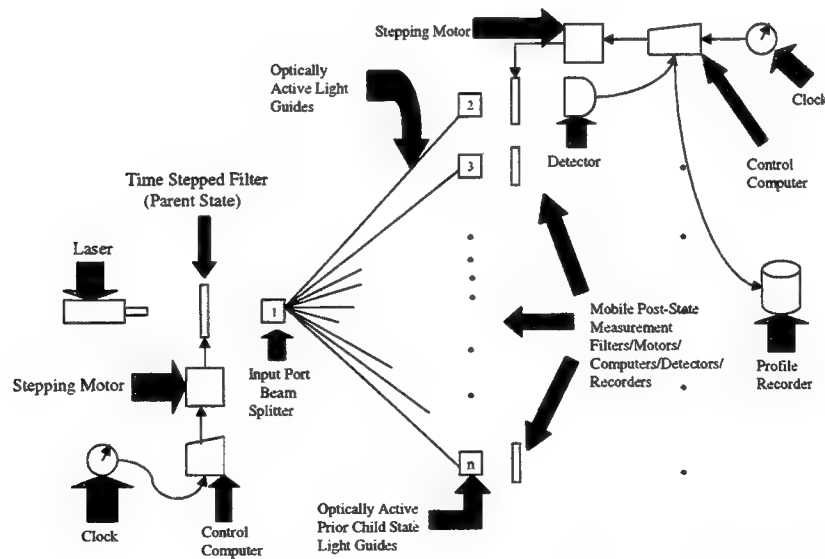 Stepping Motor
Clock
Optically
Active Light
Guides
2
3
Detector
Control
Computer
Time Stepped Filter
(Parent State)
Laser
1
Input Port
Beam
Splitter
Mobile Post-State
Measurement
Filters/Motors/
Computers/Detectors/
Recorders
Profile
Recorder
Stepping Motor
n
Clock
Control
Computer
Optically Active
Prior Child State
Light Guides